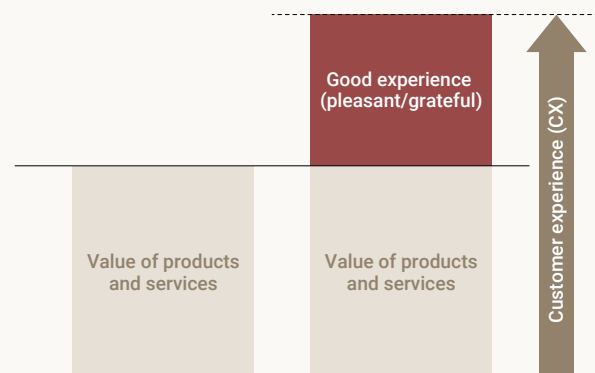 Good experience
(pleasant/grateful)
Value of products
and services
Value of products
and services
Customer experience (CX)